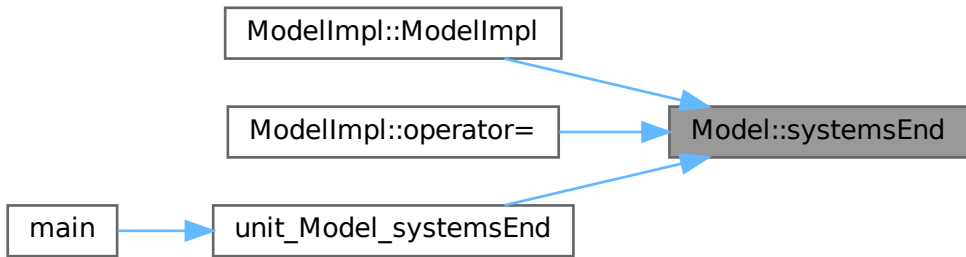 ModelImpl::ModelImpl
ModelImpl::operator=
Model::systemsEnd
main
unit_Model_systemsEnd